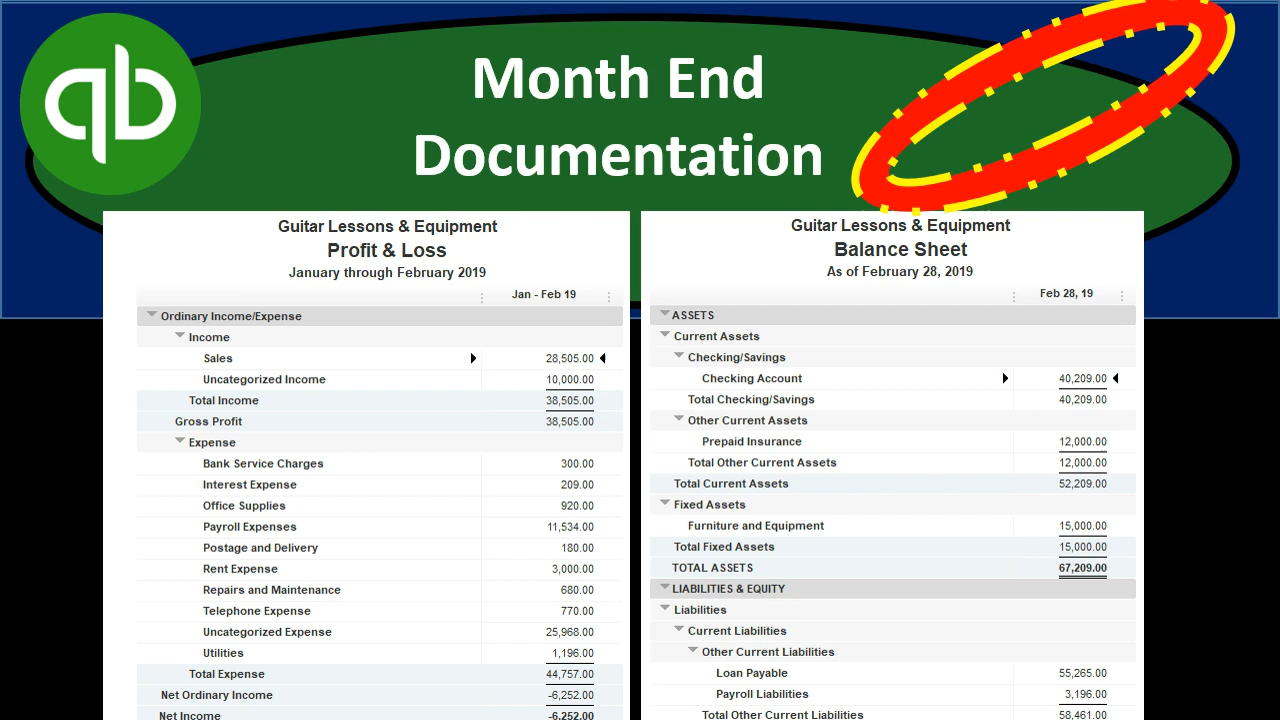 qb
Month End
Documentation
Guitar Lessons & Equipment
Profit & Loss
January through February 2019
Jan - Feb 19
Ordinary Income/Expense
Income
Sales 28,505.00
Uncategorized Income 10,000.00
Total Income 38,505.00
Gross Profit 38,505.00
Expense
Bank Service Charges 300.00
Interest Expense 209.00
Office Supplies 920.00
Payroll Expenses 11,534.00
Postage and Delivery 180.00
Rent Expense 3,000.00
Repairs and Maintenance 680.00
Telephone Expense 770.00
Uncategorized Expense 25,968.00
Utilities 1,196.00
Total Expense 44,757.00
Net Ordinary Income -6,252.00
Net Income -6,252.00
Guitar Lessons & Equipment
Balance Sheet
As of February 28, 2019
Feb 28, 19
ASSETS
Current Assets
Checking/Savings
Checking Account 40,209.00
Total Checking/Savings 40,209.00
Other Current Assets
Prepaid Insurance 12,000.00
Total Other Current Assets 12,000.00
Total Current Assets 52,209.00
Fixed Assets
Furniture and Equipment 15,000.00
Total Fixed Assets 15,000.00
TOTAL ASSETS 67,209.00
LIABILITIES & EQUITY
Liabilities
Current Liabilities
Other Current Liabilities
Loan Payable 55,265.00
Payroll Liabilities 3,196.00
Total Other Current Liabilities 58,461.00